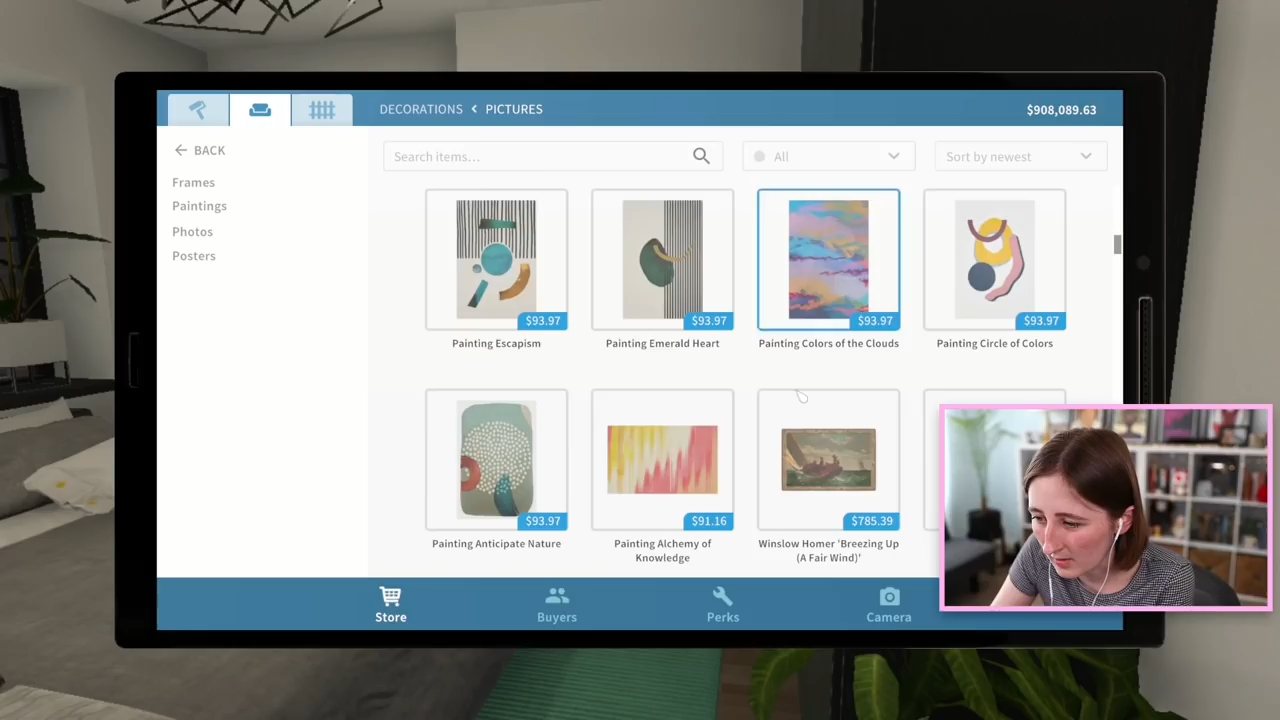 DECORATIONS < PICTURES
$908,089.63
BACK
Search items...
All
Sort by newest
Frames
Paintings
Photos
Posters
$93.97
$93.97
$93.97
$93.97
Painting Escapism
Painting Emerald Heart
Painting Colors of the Clouds
Painting Circle of Colors
$93.97
$91.16
$785.39
Painting Anticipate Nature
Painting Alchemy of
Knowledge
Winslow Homer 'Breezing Up
(A Fair Wind)'
Store
Buyers
Perks
Camera